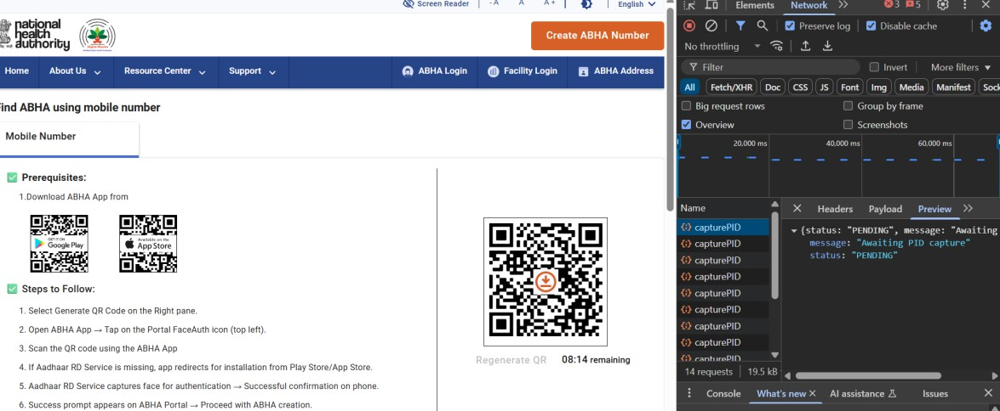 Screen Reader | - A A A + | English
national
health
authority
Create ABHA Number
Home About Us Resource Center Support ABHA Login Facility Login ABHA Address
ind ABHA using mobile number
Mobile Number
Prerequisites:
1.Download ABHA App from
GET IT ON
Google Play
Available on the
App Store
Steps to Follow:
1. Select Generate QR Code on the Right pane.
2. Open ABHA App → Tap on the Portal FaceAuth icon (top left).
3. Scan the QR code using the ABHA App
4. If Aadhaar RD Service is missing, app redirects for installation from Play Store/App Store.
5. Aadhaar RD Service captures face for authentication → Successful confirmation on phone.
6. Success prompt appears on ABHA Portal → Proceed with ABHA creation.
Regenerate QR 08:14 remaining
Elements Network 3 5
Preserve log Disable cache
No throttling
Filter Invert More filters
All Fetch/XHR Doc CSS JS Font Img Media Manifest Sock
Big request rows Group by frame
Overview Screenshots
20,000 ms 40,000 ms 60,000 ms
Name
capturePID
capturePID
capturePID
capturePID
capturePID
capturePID
capturePID
capturePID
capturePID
14 requests 19.5 kB
Headers Payload Preview
{status: "PENDING", message: "Awaiting
message: "Awaiting PID capture"
status: "PENDING"
Console What's new AI assistance Issues